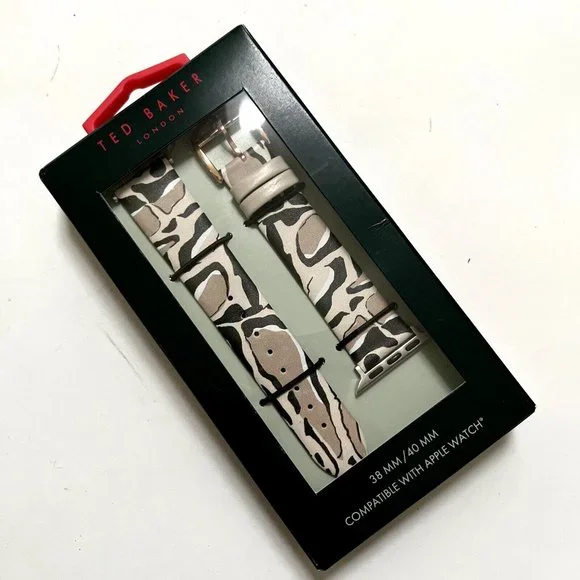 TED BAKER
LONDON
38 MM/40 MM
COMPATIBLE WITH APPLE WATCH®